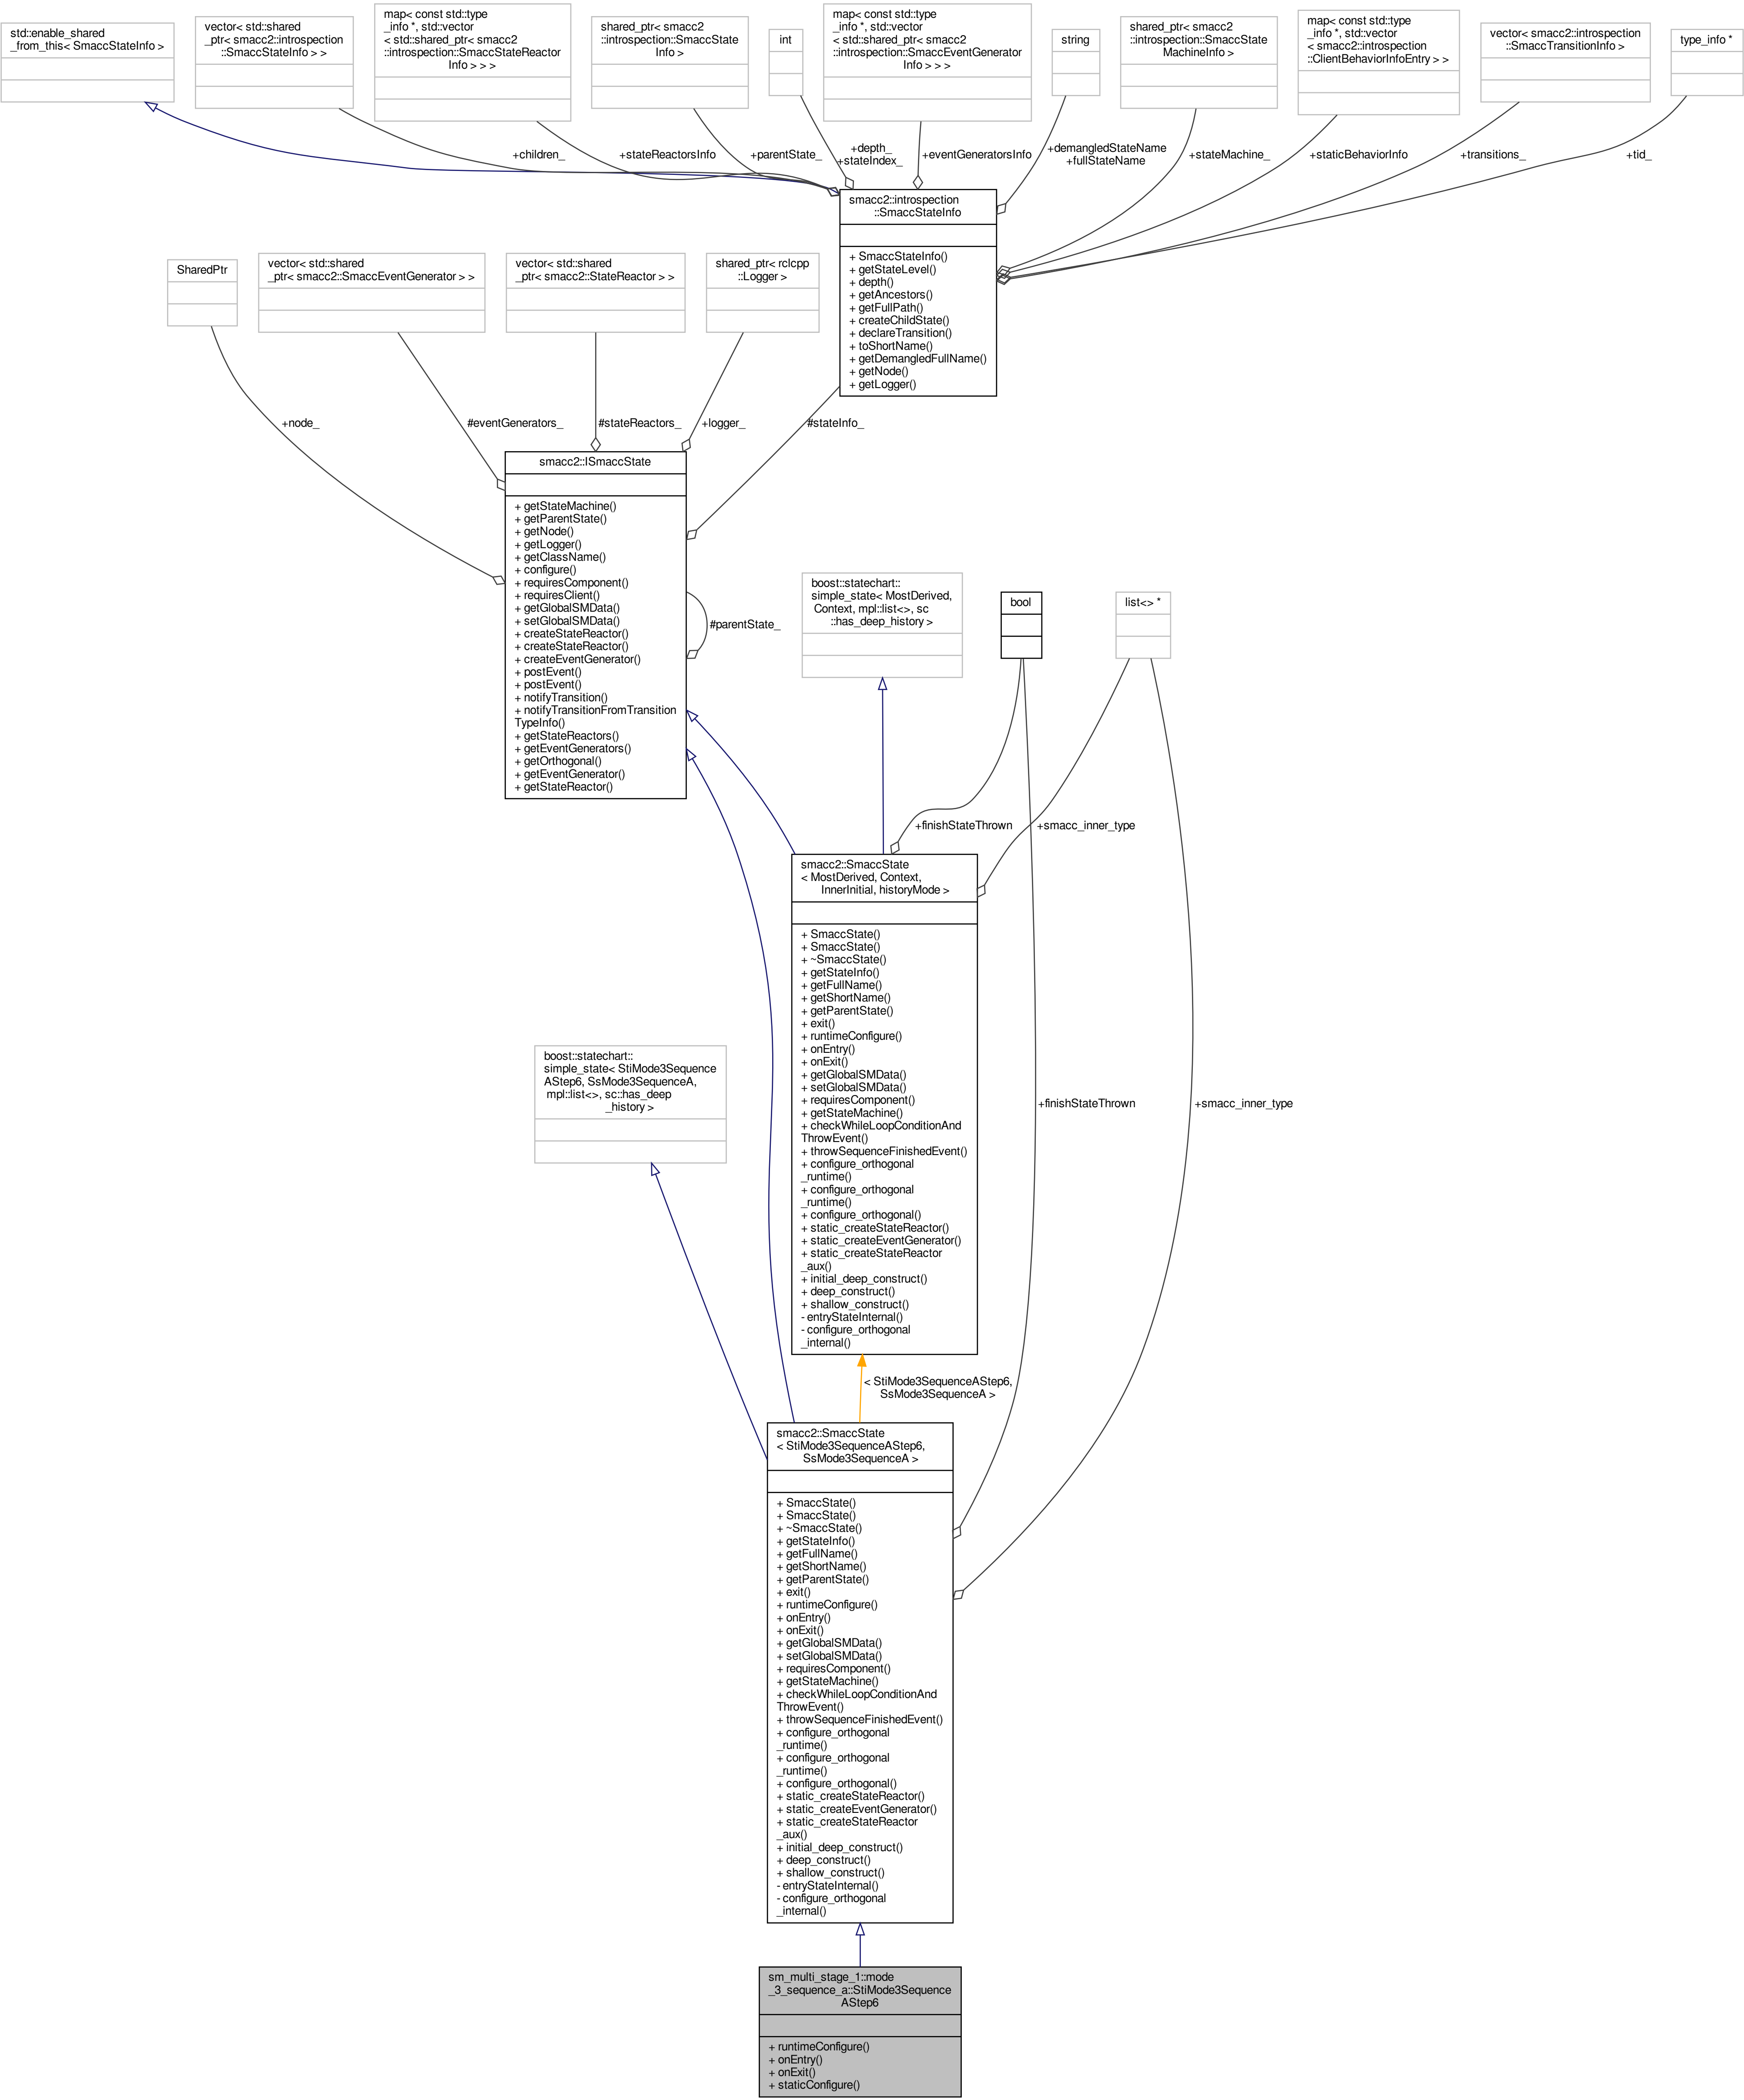 std::enable_shared
_from_this< SmaccStateInfo >
vector< std::shared
_ptr< smacc2::introspection
::SmaccStateInfo > >
map< const std::type
_info *, std::vector
< std::shared_ptr< smacc2
::introspection::SmaccStateReactor
Info > > >
shared_ptr< smacc2
::introspection::SmaccState
Info >
int
map< const std::type
_info *, std::vector
< std::shared_ptr< smacc2
::introspection::SmaccEventGenerator
Info > > >
string
shared_ptr< smacc2
::introspection::SmaccState
MachineInfo >
map< const std::type
_info *, std::vector
< smacc2::introspection
::ClientBehaviorInfoEntry > >
vector< smacc2::introspection
::SmaccTransitionInfo >
type_info *
+children_
+stateReactorsInfo
+parentState_
+depth_
+stateIndex_
+eventGeneratorsInfo
+demangledStateName
+fullStateName
+stateMachine_
+staticBehaviorInfo
+transitions_
+tid_
smacc2::introspection
::SmaccStateInfo
+ SmaccStateInfo()
+ getStateLevel()
+ depth()
+ getAncestors()
+ getFullPath()
+ createChildState()
+ declareTransition()
+ toShortName()
+ getDemangledFullName()
+ getNode()
+ getLogger()
SharedPtr
vector< std::shared
_ptr< smacc2::SmaccEventGenerator > >
vector< std::shared
_ptr< smacc2::StateReactor > >
shared_ptr< rclcpp
::Logger >
+node_
#eventGenerators_
#stateReactors_
+logger_
#stateInfo_
smacc2::ISmaccState
+ getStateMachine()
+ getParentState()
+ getNode()
+ getLogger()
+ getClassName()
+ configure()
+ requiresComponent()
+ requiresClient()
+ getGlobalSMData()
+ setGlobalSMData()
+ createStateReactor()
+ createStateReactor()
+ createEventGenerator()
+ postEvent()
+ postEvent()
+ notifyTransition()
+ notifyTransitionFromTransition
TypeInfo()
+ getStateReactors()
+ getEventGenerators()
+ getOrthogonal()
+ getEventGenerator()
+ getStateReactor()
#parentState_
boost::statechart::
simple_state< MostDerived,
Context, mpl::list<>, sc
::has_deep_history >
bool
list<> *
+finishStateThrown
+smacc_inner_type
smacc2::SmaccState
< MostDerived, Context,
InnerInitial, historyMode >
+ SmaccState()
+ SmaccState()
+ ~SmaccState()
+ getStateInfo()
+ getFullName()
+ getShortName()
+ getParentState()
+ exit()
+ runtimeConfigure()
+ onEntry()
+ onExit()
+ getGlobalSMData()
+ setGlobalSMData()
+ requiresComponent()
+ getStateMachine()
+ checkWhileLoopConditionAnd
ThrowEvent()
+ throwSequenceFinishedEvent()
+ configure_orthogonal
_runtime()
+ configure_orthogonal
_runtime()
+ configure_orthogonal()
+ static_createStateReactor()
+ static_createEventGenerator()
+ static_createStateReactor
_aux()
+ initial_deep_construct()
+ deep_construct()
+ shallow_construct()
- entryStateInternal()
- configure_orthogonal
_internal()
boost::statechart::
simple_state< StiMode3Sequence
AStep6, SsMode3SequenceA,
mpl::list<>, sc::has_deep
_history >
+finishStateThrown
+smacc_inner_type
< StiMode3SequenceAStep6,
SsMode3SequenceA >
smacc2::SmaccState
< StiMode3SequenceAStep6,
SsMode3SequenceA >
+ SmaccState()
+ SmaccState()
+ ~SmaccState()
+ getStateInfo()
+ getFullName()
+ getShortName()
+ getParentState()
+ exit()
+ runtimeConfigure()
+ onEntry()
+ onExit()
+ getGlobalSMData()
+ setGlobalSMData()
+ requiresComponent()
+ getStateMachine()
+ checkWhileLoopConditionAnd
ThrowEvent()
+ throwSequenceFinishedEvent()
+ configure_orthogonal
_runtime()
+ configure_orthogonal
_runtime()
+ configure_orthogonal()
+ static_createStateReactor()
+ static_createEventGenerator()
+ static_createStateReactor
_aux()
+ initial_deep_construct()
+ deep_construct()
+ shallow_construct()
- entryStateInternal()
- configure_orthogonal
_internal()
sm_multi_stage_1::mode
_3_sequence_a::StiMode3Sequence
AStep6
+ runtimeConfigure()
+ onEntry()
+ onExit()
+ staticConfigure()